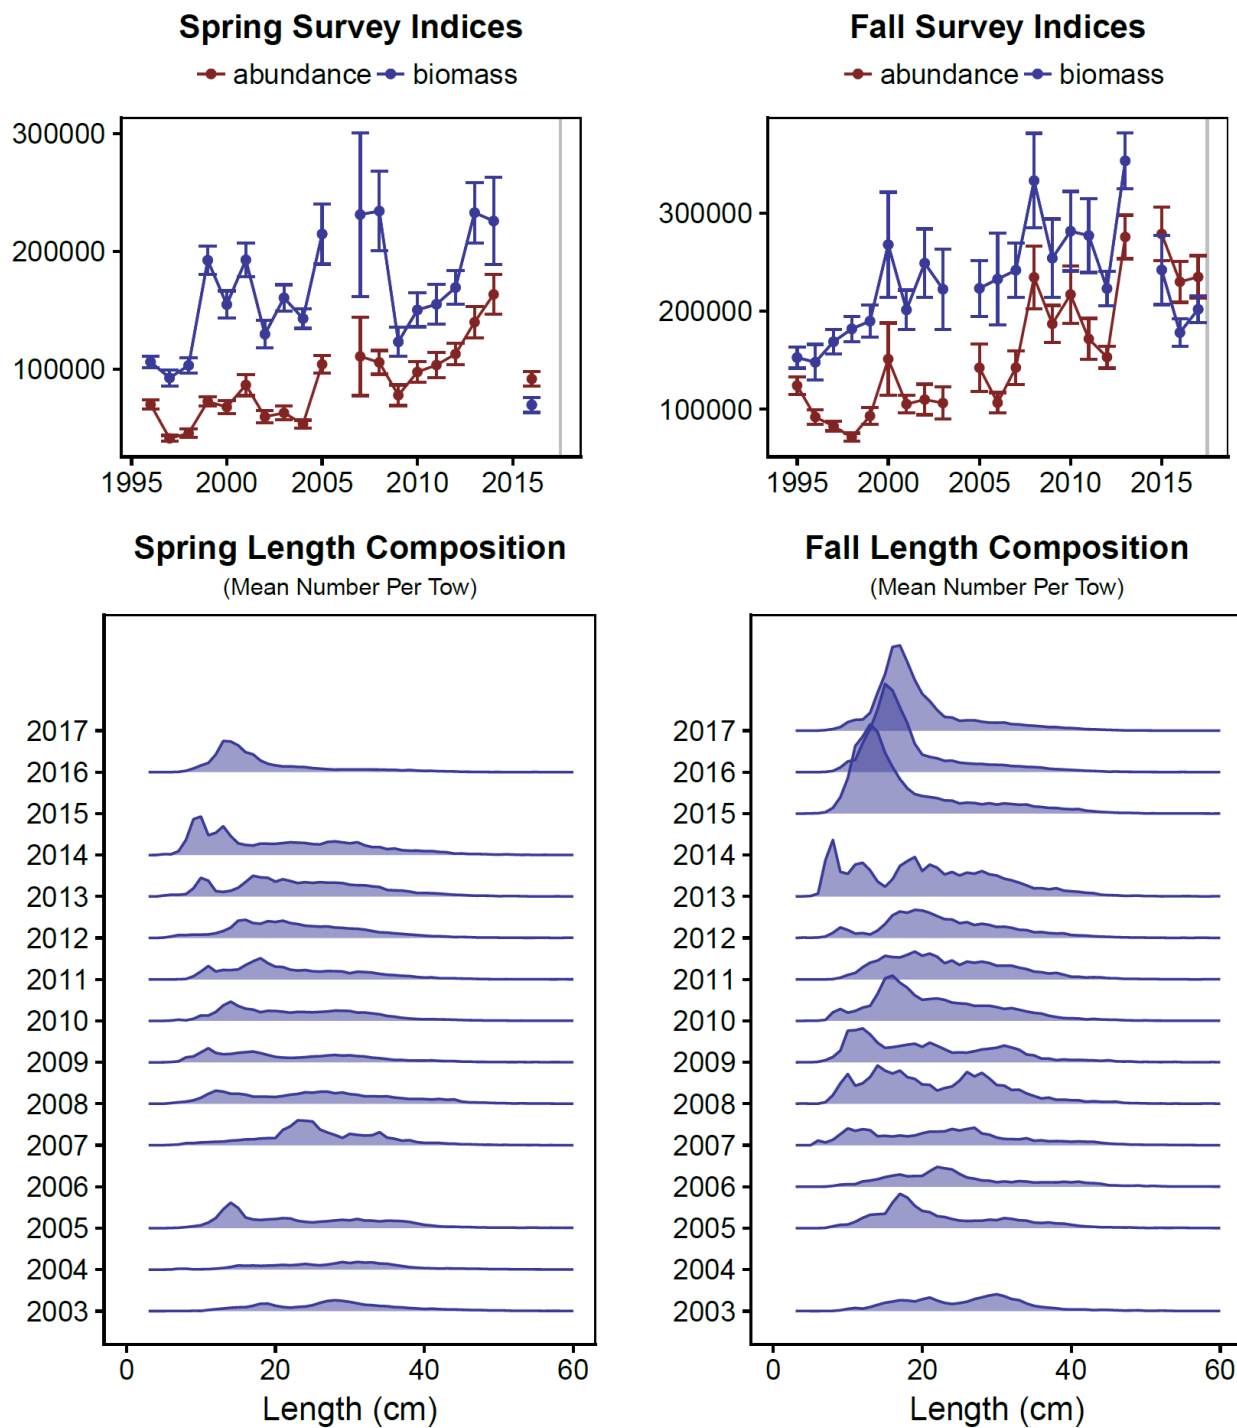 Spring Survey Indices
abundance biomass
300000
200000
100000
1995 2000 2005 2010 2015
Fall Survey Indices
abundance biomass
300000
200000
100000
1995 2000 2005 2010 2015
Spring Length Composition
(Mean Number Per Tow)
2017
2016
2015
2014
2013
2012
2011
2010
2009
2008
2007
2006
2005
2004
2003
0 20 40 60
Length (cm)
Fall Length Composition
(Mean Number Per Tow)
2017
2016
2015
2014
2013
2012
2011
2010
2009
2008
2007
2006
2005
2004
2003
0 20 40 60
Length (cm)